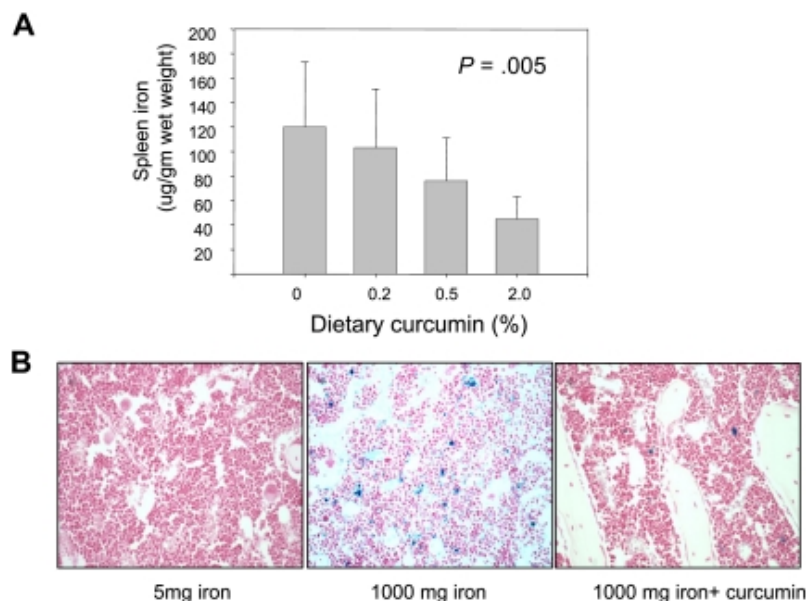 A
Spleen iron
(ug/gm wet weight)
200
180
160
140
120
100
80
60
40
20
P = .005
0 0.2 0.5 2.0
Dietary curcumin (%)
B
5mg iron 1000 mg iron 1000 mg iron+ curcumin